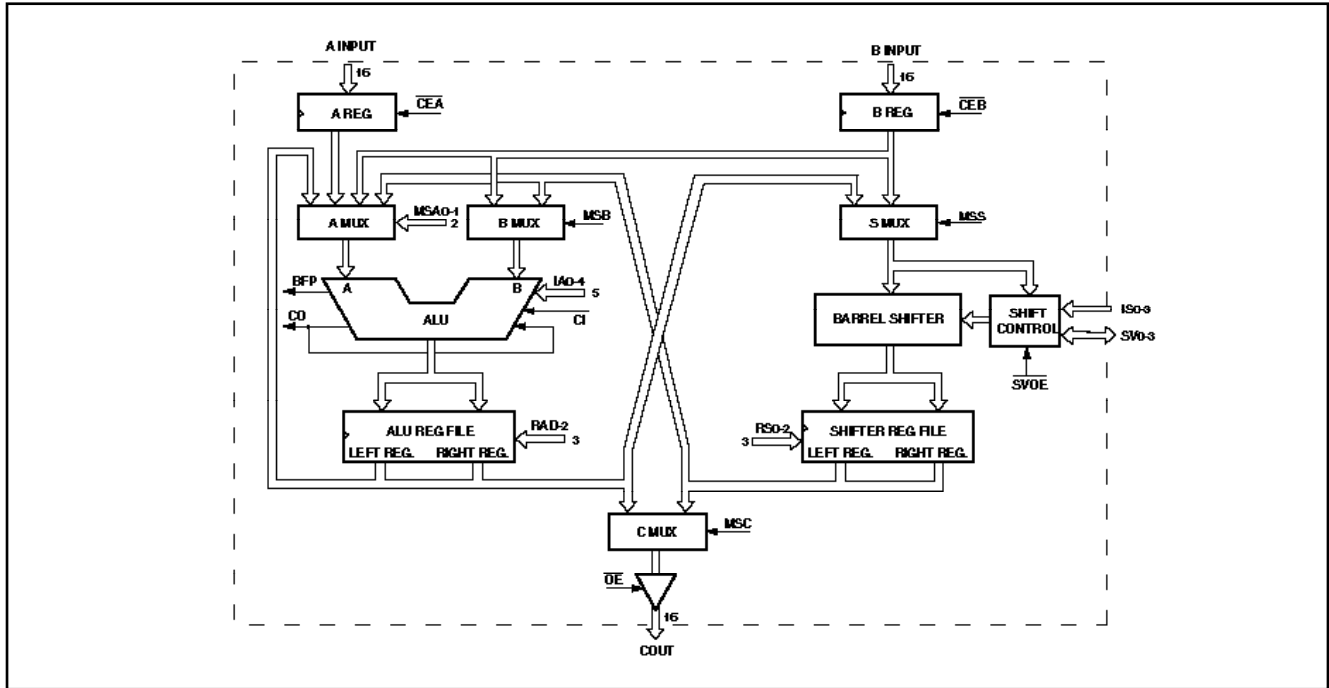 A INPUT
B INPUT
16
16
A REG
CEA
B REG
CEB
A MUX
MSA0-1
2
B MUX
MSB
S MUX
MSS
BFP
A
B
IA0-4
5
CO
ALU
CI
BARREL SHIFTER
SHIFT
CONTROL
IS0-3
SV0-3
SVOE
ALU REG FILE
LEFT REG.
RIGHT REG.
RAD-2
3
RS0-2
3
SHIFTER REG FILE
LEFT REG.
RIGHT REG.
C MUX
MSC
OE
16
COUT